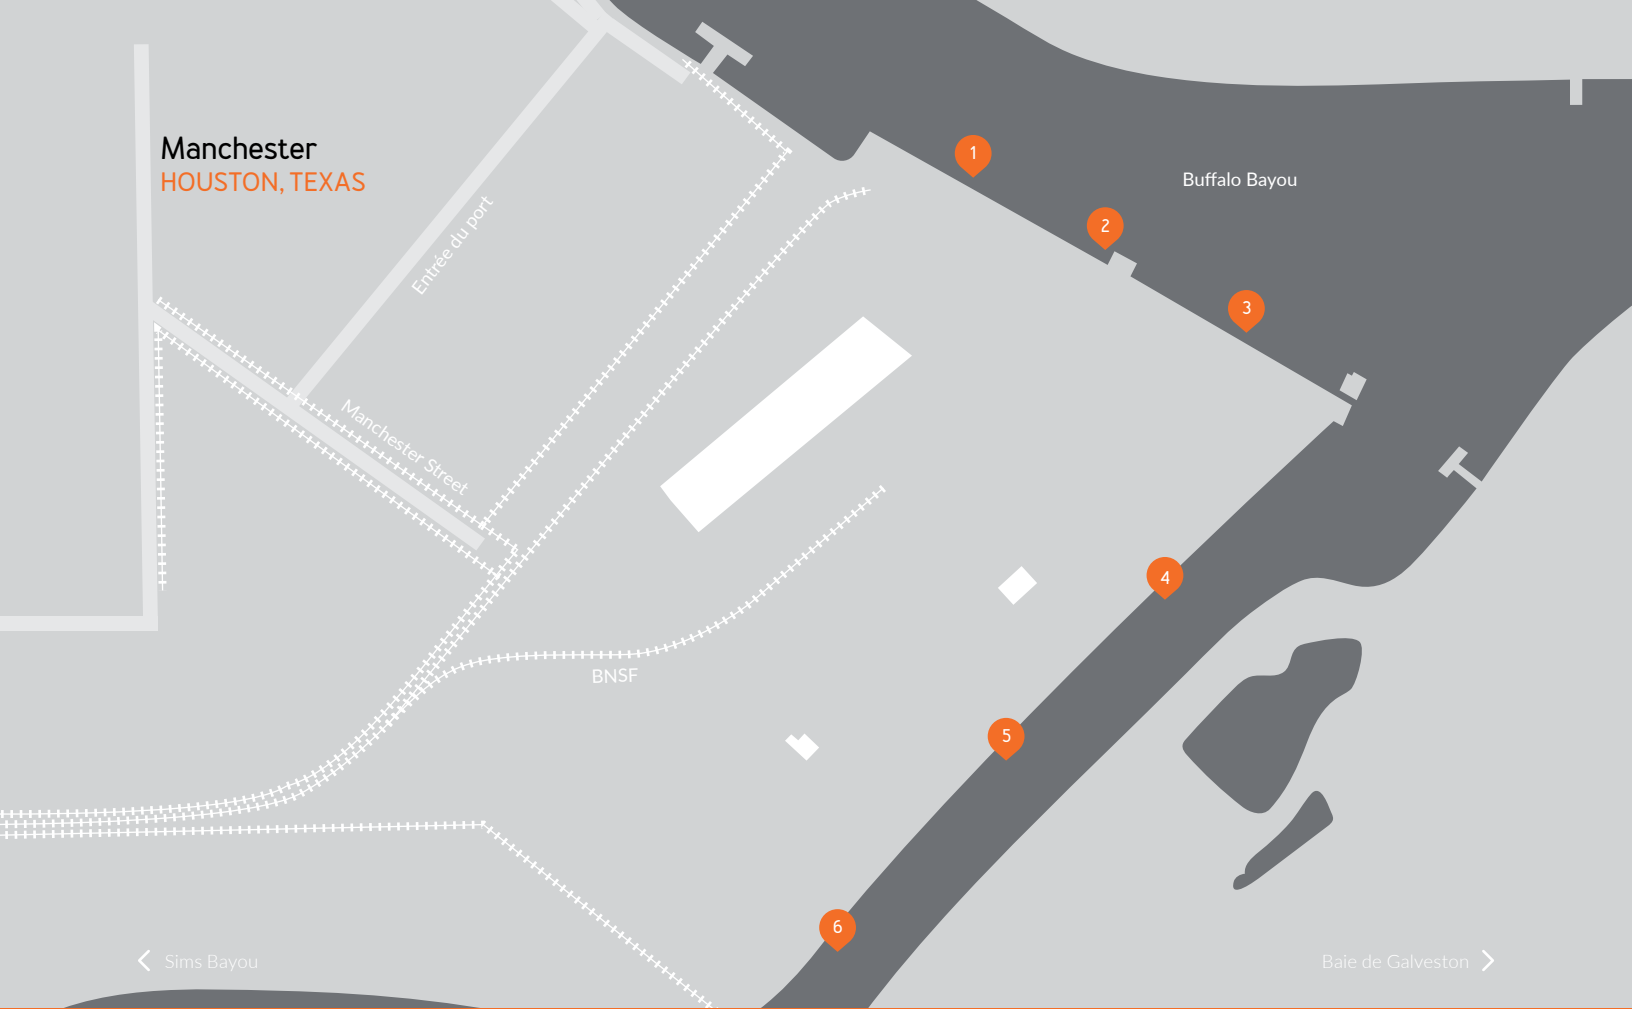 Manchester
HOUSTON, TEXAS
Entrée du port
Manchester Street
BNSF
Buffalo Bayou
1
2
3
4
5
6
Sims Bayou
Baie de Galveston